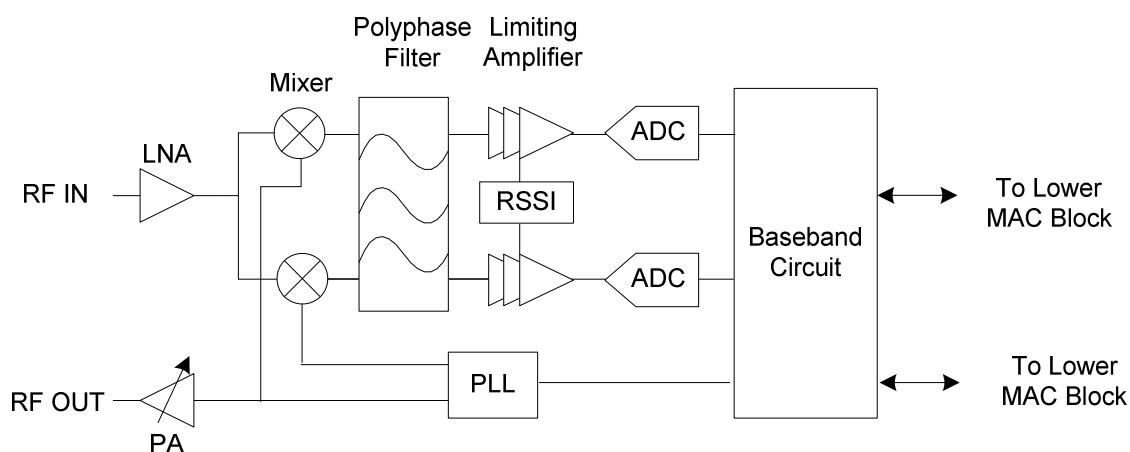 Polyphase
Filter
Limiting
Amplifier
Mixer
LNA
RF IN
ADC
RSSI
ADC
Baseband
Circuit
To Lower
MAC Block
PLL
RF OUT
PA
To Lower
MAC Block